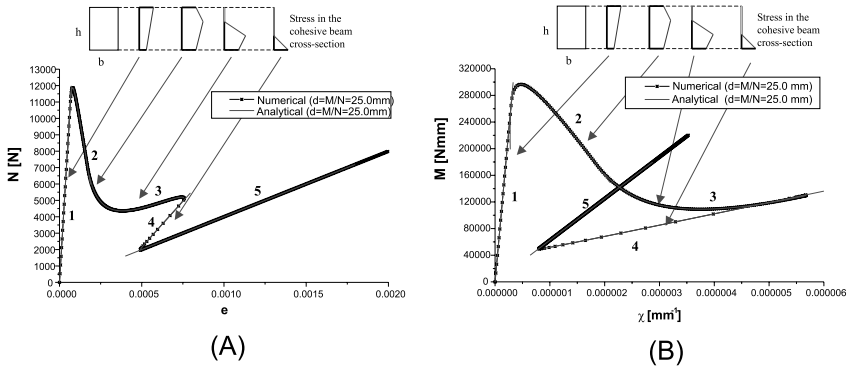 Stress in the
cohesive beam
cross-section
h
b
13000
12000
11000
10000
9000
8000
7000
6000
5000
4000
3000
2000
1000
0
N [N]
Numerical (d=M/N=25.0mm)
Analytical (d=M/N=25.0mm)
1
2
3
4
5
0.0000
0.0005
0.0010
0.0015
0.0020
e
(A)
Stress in the
cohesive beam
cross-section
h
b
320000
280000
240000
200000
160000
120000
80000
40000
0
M [Nmm]
Numerical (d=M/N=25.0 mm)
Analytical (d=M/N=25.0 mm)
1
2
3
4
5
0.000000
0.000001
0.000002
0.000003
0.000004
0.000005
0.000006
χ [mm⁻¹]
(B)